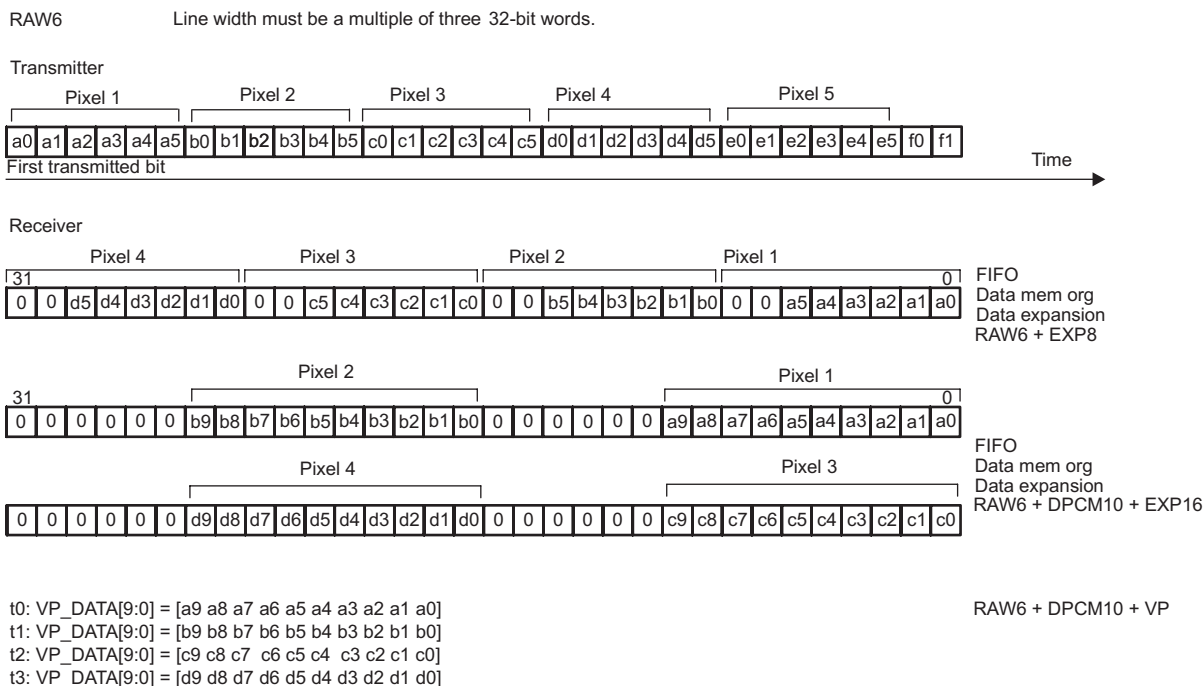 RAW6 Line width must be a multiple of three 32-bit words.
Transmitter
Pixel 1 Pixel 2 Pixel 3 Pixel 4 Pixel 5
a0 a1 a2 a3 a4 a5 b0 b1 b2 b3 b4 b5 c0 c1 c2 c3 c4 c5 d0 d1 d2 d3 d4 d5 e0 e1 e2 e3 e4 e5 f0 f1
First transmitted bit Time
Receiver
Pixel 4 Pixel 3 Pixel 2 Pixel 1
31 0
0 0 d5 d4 d3 d2 d1 d0 0 0 c5 c4 c3 c2 c1 c0 0 0 b5 b4 b3 b2 b1 b0 0 0 a5 a4 a3 a2 a1 a0
FIFO
Data mem org
Data expansion
RAW6 + EXP8
Pixel 2 Pixel 1
31 0
0 0 0 0 0 0 b9 b8 b7 b6 b5 b4 b3 b2 b1 b0 0 0 0 0 0 0 a9 a8 a7 a6 a5 a4 a3 a2 a1 a0
Pixel 4 Pixel 3
0 0 0 0 0 0 d9 d8 d7 d6 d5 d4 d3 d2 d1 d0 0 0 0 0 0 0 c9 c8 c7 c6 c5 c4 c3 c2 c1 c0
FIFO
Data mem org
Data expansion
RAW6 + DPCM10 + EXP16
t0: VP_DATA[9:0] = [a9 a8 a7 a6 a5 a4 a3 a2 a1 a0] RAW6 + DPCM10 + VP
t1: VP_DATA[9:0] = [b9 b8 b7 b6 b5 b4 b3 b2 b1 b0]
t2: VP_DATA[9:0] = [c9 c8 c7 c6 c5 c4 c3 c2 c1 c0]
t3: VP_DATA[9:0] = [d9 d8 d7 d6 d5 d4 d3 d2 d1 d0]